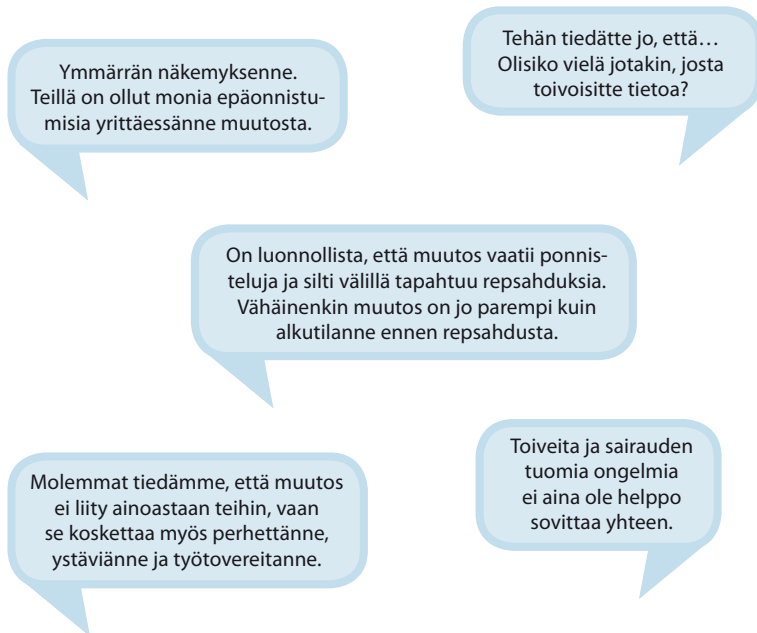 Ymmärrän näkemyksenne.
Teillä on ollut monia epäonnistu-
misia yrittäessänne muutosta.
Tehän tiedätte jo, että…
Olisiko vielä jotakin, josta
toivoisitte tietoa?
On luonnollista, että muutos vaatii ponnis-
teluja ja silti välillä tapahtuu repsahduksia.
Vähäinenkin muutos on jo parempi kuin
alkutilanne ennen repsahdusta.
Molemmat tiedämme, että muutos
ei liity ainoastaan teihin, vaan
se koskettaa myös perhettänne,
ystäviänne ja työtovereitanne.
Toiveita ja sairauden
tuomia ongelmia
ei aina ole helppo
sovittaa yhteen.